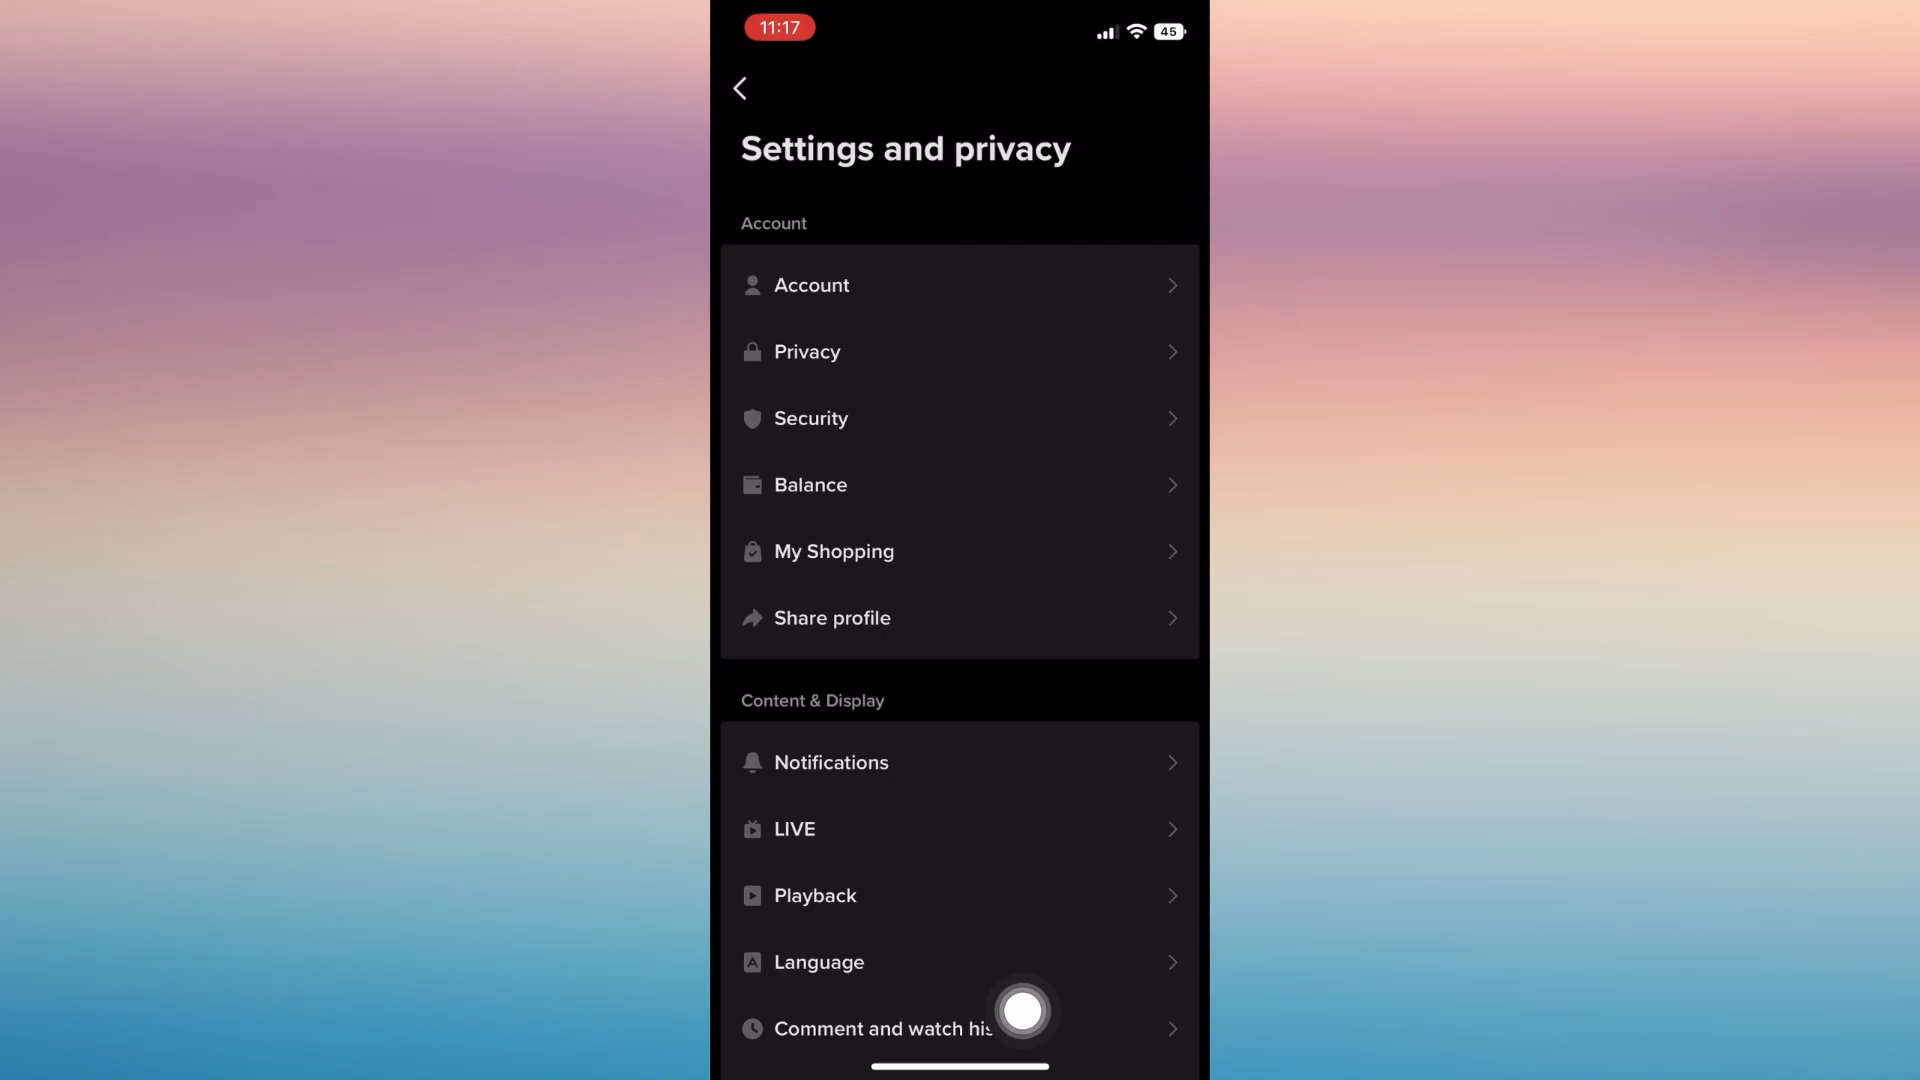 11:17
45
Settings and privacy
Account
Account
Privacy
Security
Balance
My Shopping
Share profile
Content & Display
Notifications
LIVE
Playback
Language
Comment and watch his